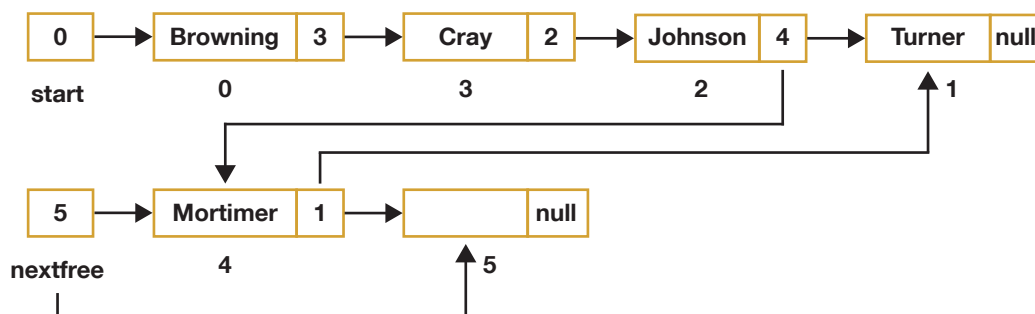 0 Browning 3 Cray 2 Johnson 4 Turner null
start 0 3 2 1
5 Mortimer 1 null
nextfree 4 5